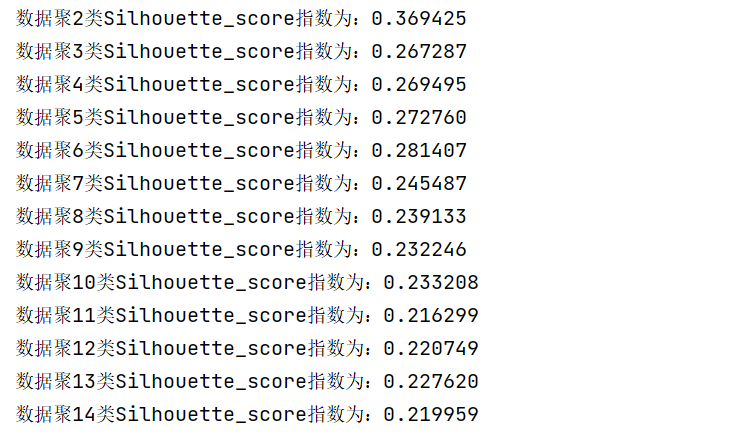 数据聚2类Silhouette_score指数为：0.369425
数据聚3类Silhouette_score指数为：0.267287
数据聚4类Silhouette_score指数为：0.269495
数据聚5类Silhouette_score指数为：0.272760
数据聚6类Silhouette_score指数为：0.281407
数据聚7类Silhouette_score指数为：0.245487
数据聚8类Silhouette_score指数为：0.239133
数据聚9类Silhouette_score指数为：0.232246
数据聚10类Silhouette_score指数为：0.233208
数据聚11类Silhouette_score指数为：0.216299
数据聚12类Silhouette_score指数为：0.220749
数据聚13类Silhouette_score指数为：0.227620
数据聚14类Silhouette_score指数为：0.219959